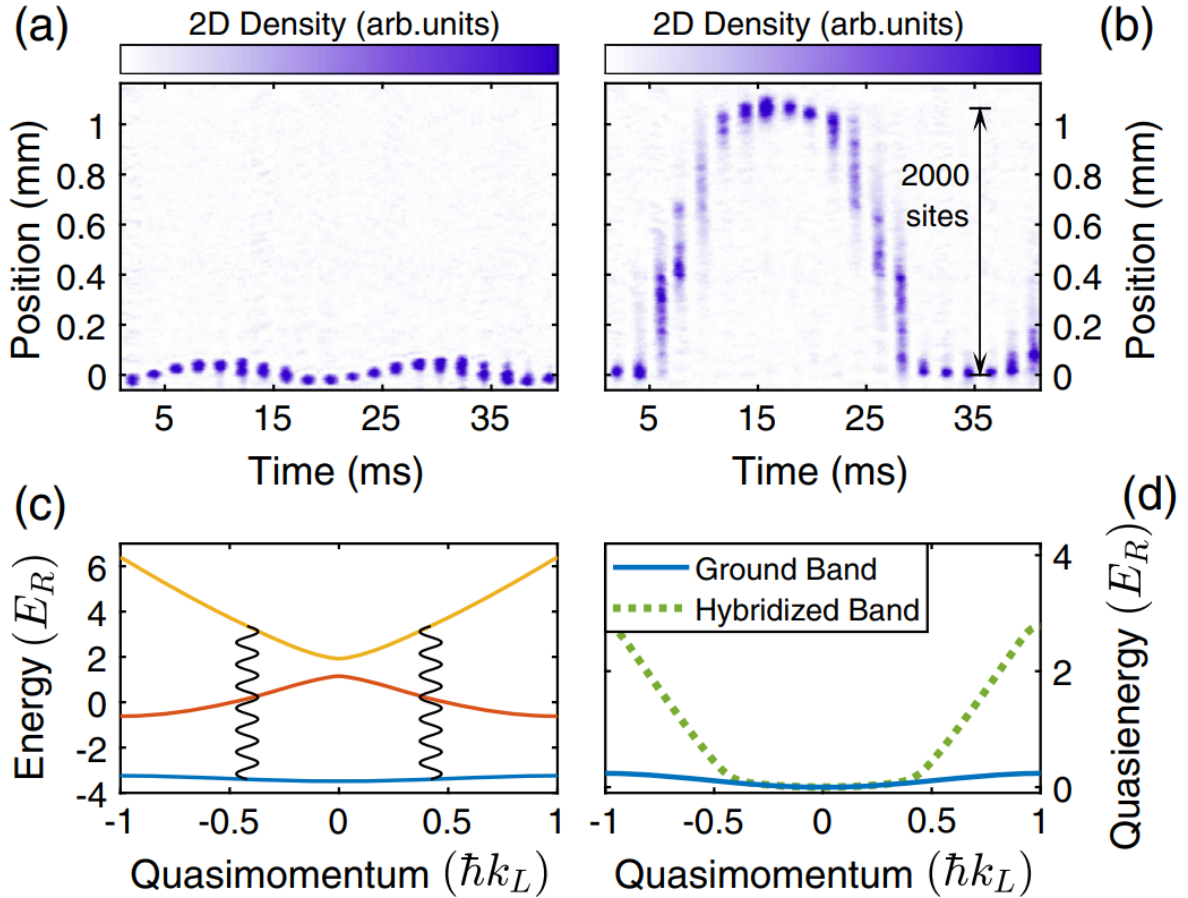 (a)
2D Density (arb.units)
Position (mm)
1
0.8
0.6
0.4
0.2
0
5
15
25
35
Time (ms)
(b)
2D Density (arb.units)
2000
sites
1
0.8
0.6
0.4
0.2
0
Position (mm)
5
15
25
35
Time (ms)
(c)
Energy (E_R)
6
4
2
0
-2
-4
-1
-0.5
0
0.5
1
Quasimomentum (ℏk_L)
(d)
Ground Band
Hybridized Band
4
2
0
Quasienergy (E_R)
-1
-0.5
0
0.5
1
Quasimomentum (ℏk_L)